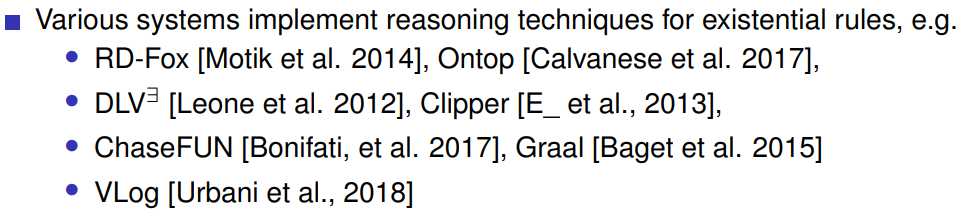 Various systems implement reasoning techniques for existential rules, e.g.
RD-Fox [Motik et al. 2014], Ontop [Calvanese et al. 2017],
DLV∃ [Leone et al. 2012], Clipper [E_ et al., 2013],
ChaseFUN [Bonifati, et al. 2017], Graal [Baget et al. 2015]
VLog [Urbani et al., 2018]